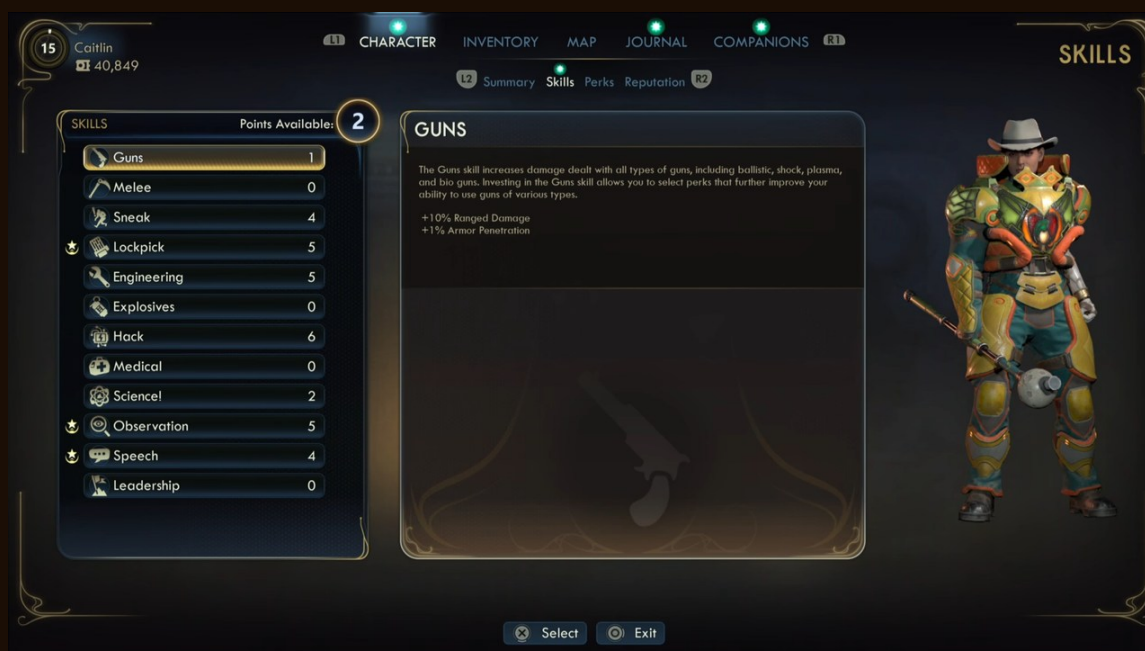 15
Caitlin
40,849
L1 CHARACTER INVENTORY MAP JOURNAL COMPANIONS R1
L2 Summary Skills Perks Reputation R2
SKILLS
SKILLS Points Available: 2
Guns 1
Melee 0
Sneak 4
Lockpick 5
Engineering 5
Explosives 0
Hack 6
Medical 0
Science! 2
Observation 5
Speech 4
Leadership 0
GUNS
The Guns skill increases damage dealt with all types of guns, including ballistic, shock, plasma,
and bio guns. Investing in the Guns skill allows you to select perks that further improve your
ability to use guns of various types.
+10% Ranged Damage
+1% Armor Penetration
Select Exit